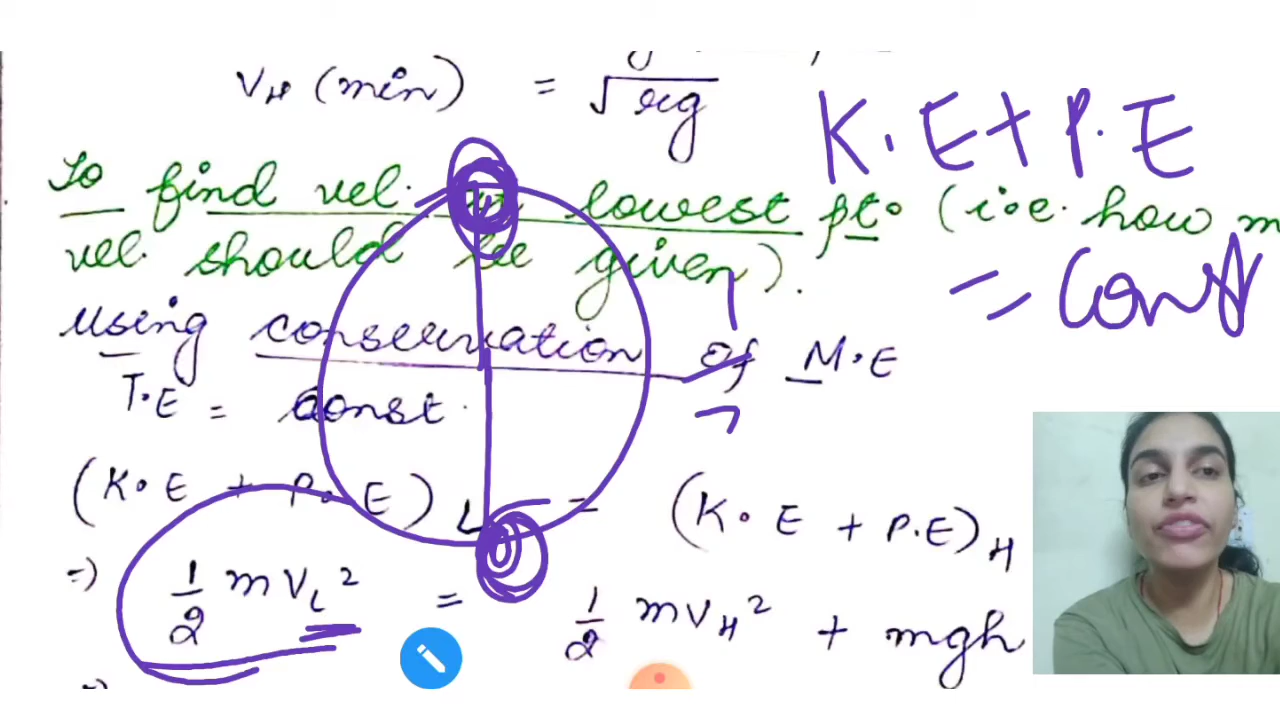 VH (min) = √rg
K.E + P.E
= Const
To find vel. in lowest pt. (i.e. how
vel. should be given).
Using conservation of M.E
T.E = const.
(K.E + P.E)L = (K.E + P.E)H
=) 1/2 mVL² = 1/2 mVH² + mgh